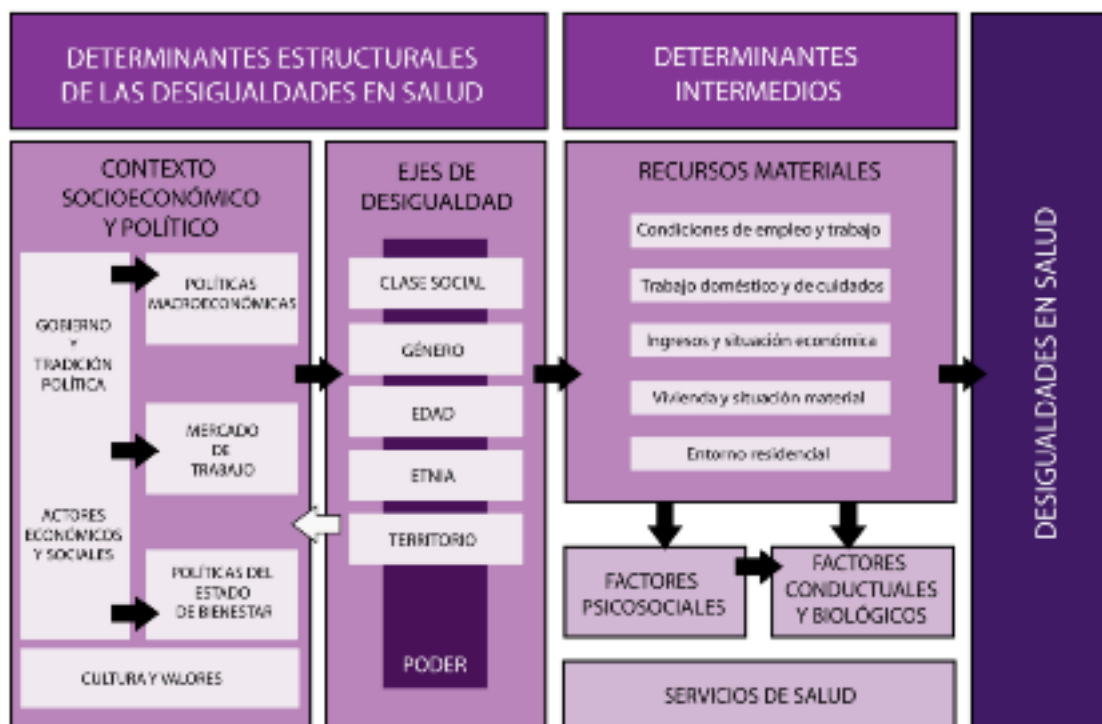 DETERMINANTES ESTRUCTURALES
DE LAS DESIGUALDADES EN SALUD
CONTEXTO
SOCIOECONÓMICO
Y POLÍTICO
GOBIERNO
Y
TRADICIÓN
POLÍTICA
ACTORES
ECONÓMICOS
Y SOCIALES
POLÍTICAS
MACROECONÓMICAS
MERCADO
DE
TRABAJO
POLÍTICAS DEL
ESTADO
DE BIENESTAR
CULTURA Y VALORES
EJES DE
DESIGUALDAD
CLASE SOCIAL
GÉNERO
EDAD
ETNIA
TERRITORIO
PODER
DETERMINANTES
INTERMEDIOS
RECURSOS MATERIALES
Condiciones de empleo y trabajo
Trabajo doméstico y de cuidados
Ingresos y situación económica
Vivienda y situación material
Entorno residencial
FACTORES
PSICOSOCIALES
FACTORES
CONDUCTUALES
Y BIOLÓGICOS
SERVICIOS DE SALUD
DESIGUALDADES EN SALUD